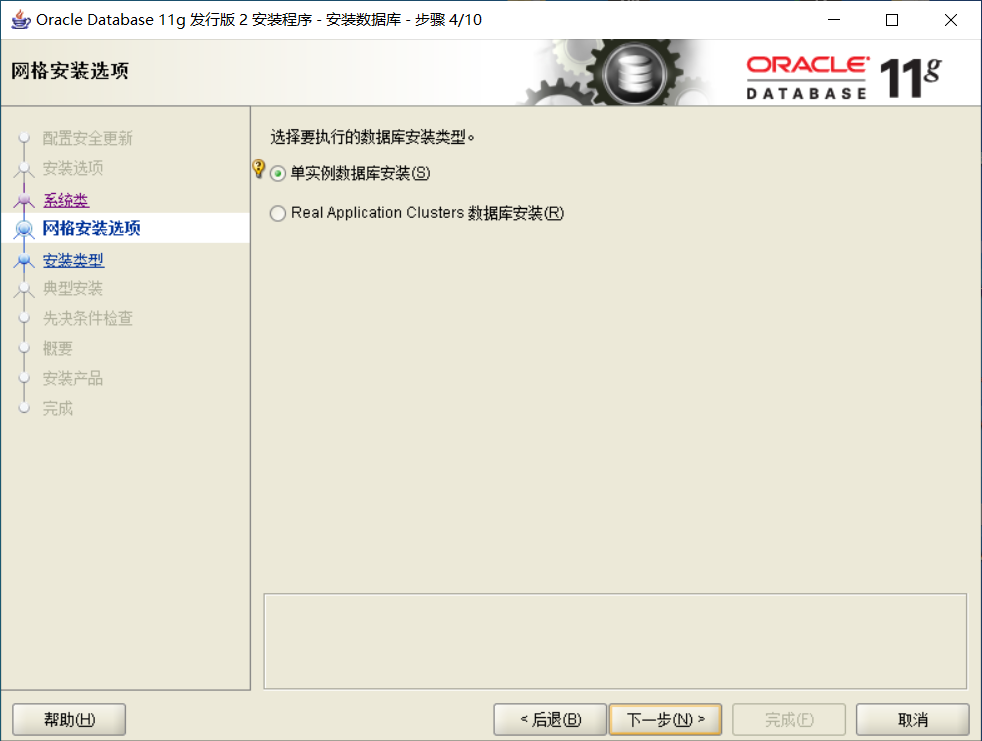 Oracle Database 11g 发行版 2 安装程序 - 安装数据库 - 步骤 4/10
网格安装选项
ORACLE
DATABASE
11g
配置安全更新
安装选项
系统类
网格安装选项
安装类型
典型安装
先决条件检查
概要
安装产品
完成
选择要执行的数据库安装类型。
单实例数据库安装(S)
Real Application Clusters 数据库安装(R)
帮助(H)
< 后退(B)
下一步(N) >
完成(F)
取消